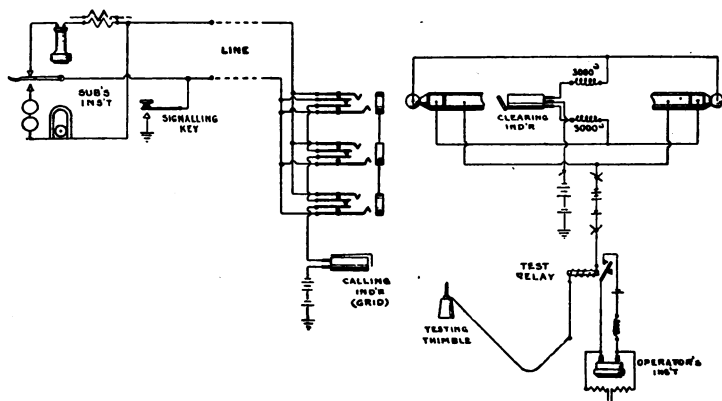 LINE
SUB'S
INS'T
SIGNALLING
KEY
CALLING
IND'R
(GRID)
3000ω
CLEARING
IND'R
3000ω
TEST
RELAY
TESTING
THIMBLE
OPERATOR'S
INS'T